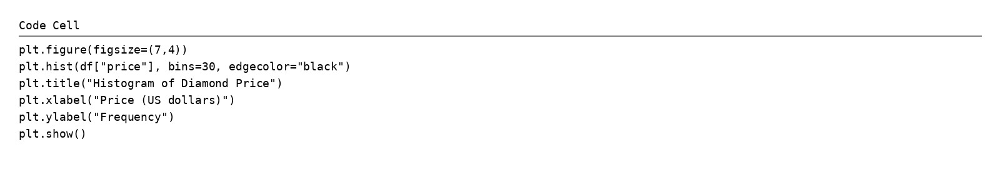 Code Cell
plt.figure(figsize=(7,4))
plt.hist(df["price"], bins=30, edgecolor="black")
plt.title("Histogram of Diamond Price")
plt.xlabel("Price (US dollars)")
plt.ylabel("Frequency")
plt.show()